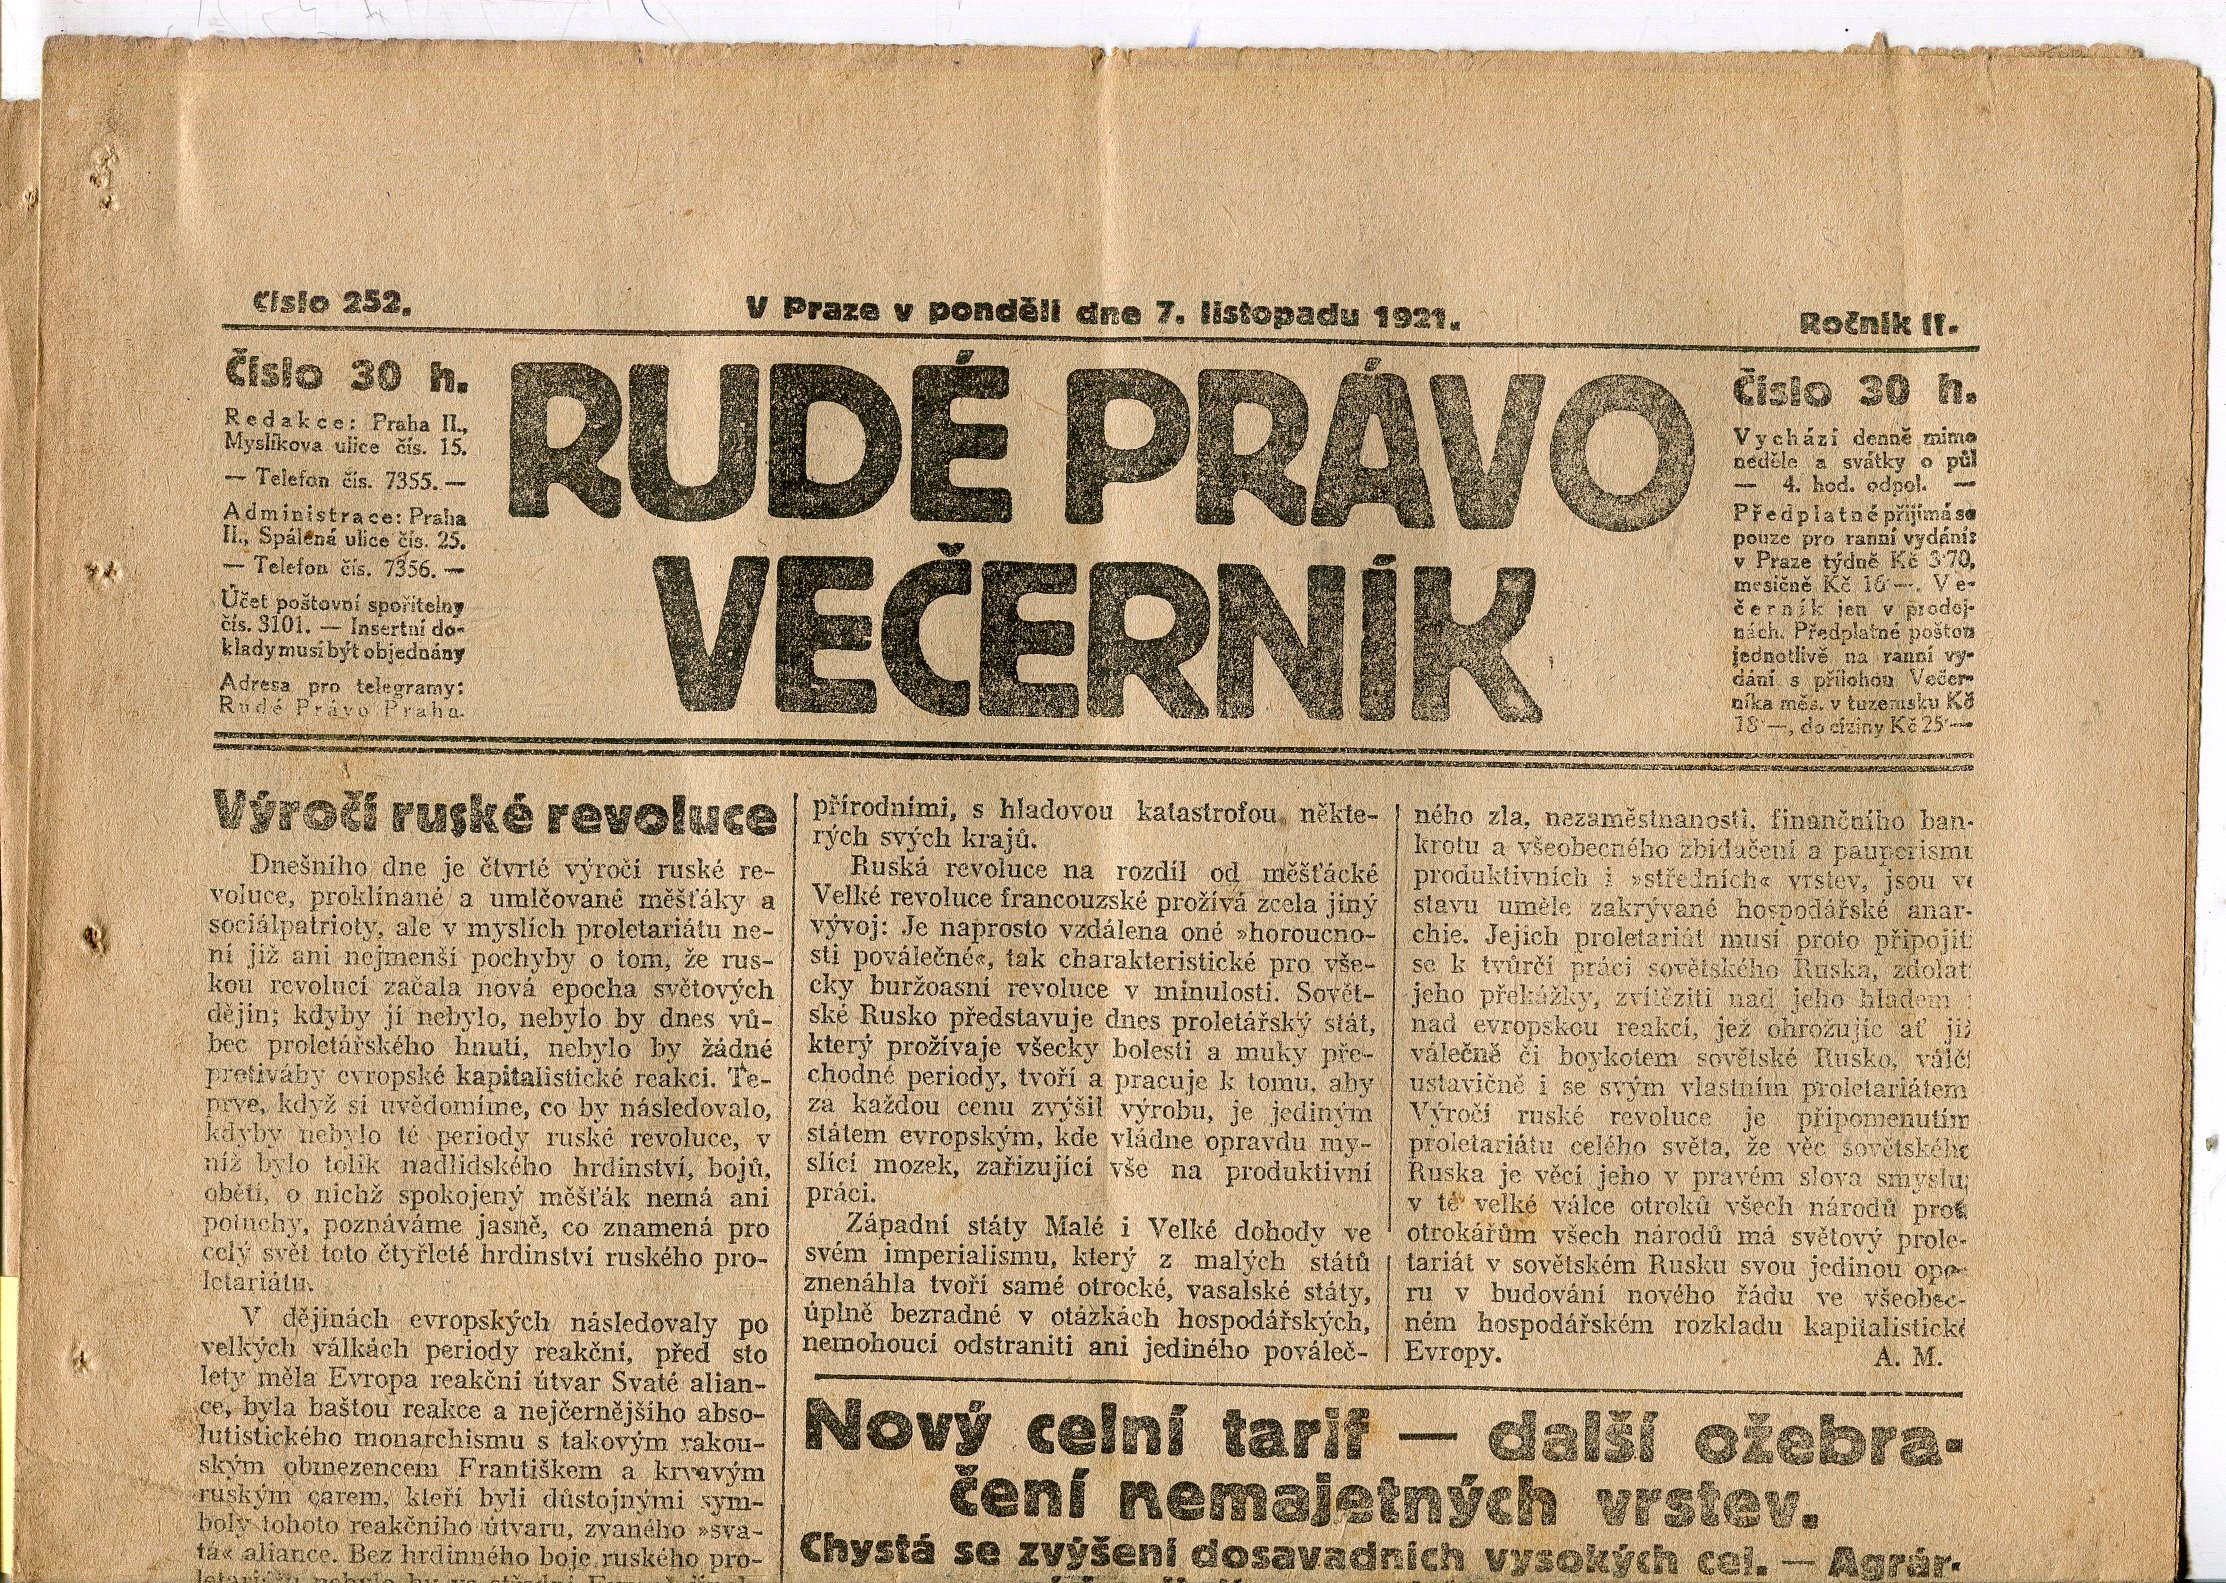 Číslo 252.
V Praze v pondělí dne 7. listopadu 1921.
Ročník II.
Číslo 30 h.
Redakce: Praha II.,
Myslíkova ulice čís. 15.
— Telefon čís. 7355. —
Administrace: Praha
II., Spálená ulice čís. 25.
— Telefon čís. 7356. —
Účet poštovní spořitelny
čís. 3101. — Insertní do-
klady musí být objednány
Adresa pro telegramy:
Rudé Právo Praha.
RUDÉ PRÁVO
VEČERNÍK
Číslo 30 h.
Vychází denně mimo
neděle a svátky o půl
— 4. hod. odpol. —
Předplatné přijímá se
pouze pro ranní vydání:
v Praze týdně Kč 3·70,
mesičně Kč 16·—. Ve-
černík jen v prodej-
nách. Předplatné poštou
jednotlivě na ranní vy-
dání s přílohou Večer-
níka měs. v tuzemsku Kč
18·—, do ciziny Kč 25·—
Výročí ruské revoluce
Dnešního dne je čtvrté výročí ruské re-
voluce, proklínané a umlčované měšťáky a
sociálpatrioty, ale v myslích proletariátu ne-
ní již ani nejmenší pochyby o tom, že rus-
kou revolucí začala nová epocha světových
dějin; kdyby jí nebylo, nebylo by dnes vů-
bec proletářského hnutí, nebylo by žádné
protiváhy evropské kapitalistické reakci. Te-
prve, když si uvědomíme, co by následovalo,
kdyby nebylo té periody ruské revoluce, v
níž bylo tolik nadlidského hrdinství, bojů,
obětí, o nichž spokojený měšťák nemá ani
potuchy, poznáváme jasně, co znamená pro
celý svět toto čtyřleté hrdinství ruského pro-
letariátu.
V dějinách evropských následovaly po
velkých válkách periody reakční, před sto
lety měla Evropa reakční útvar Svaté alian-
ce, byla baštou reakce a nejčernějšího abso-
lutistického monarchismu s takovým rakou-
ským obmezencem Františkem a krvavým
ruským carem, kteří byli důstojnými sym-
boly tohoto reakčního útvaru, zvaného »sva-
tá« aliance. Bez hrdinného boje ruského pro-
letariátu nebylo by ve střední Evropě
přírodními, s hladovou katastrofou někte-
rých svých krajů.
Ruská revoluce na rozdíl od měšťácké
Velké revoluce francouzské prožívá zcela jiný
vývoj: Je naprosto vzdálena oné »horoucno-
sti poválečné«, tak charakteristické pro vše-
cky buržoasní revoluce v minulosti. Sovět-
ské Rusko představuje dnes proletářský stát,
který prožívaje všecky bolesti a muky pře-
chodné periody, tvoří a pracuje k tomu, aby
za každou cenu zvýšil výrobu, je jediným
státem evropským, kde vládne opravdu my-
slící mozek, zařizující vše na produktivní
práci.
Západní státy Malé i Velké dohody ve
svém imperialismu, který z malých států
znenáhla tvoří samé otrocké, vasalské státy,
úplně bezradné v otázkách hospodářských,
nemohoucí odstraniti ani jediného pováleč-
ného zla, nezaměstnanosti, finančního ban-
krotu a všeobecného zbídačení a pauperismu
produktivních i »středních« vrstev, jsou ve
stavu uměle zakrývané hospodářské anar-
chie. Jejich proletariát musí proto připojit
se k tvůrčí práci sovětského Ruska, zdolat
jeho překážky, zvítěziti nad jeho hladem i
nad evropskou reakcí, jež ohrožujíc ať již
válečně či boykotem sovětské Rusko, válčí
ustavičně i se svým vlastním proletariátem
Výročí ruské revoluce je připomenutím
proletariátu celého světa, že věc sovětského
Ruska je věcí jeho v pravém slova smyslu;
v té velké válce otroků všech národů proti
otrokářům všech národů má světový prole-
tariát v sovětském Rusku svou jedinou opo-
ru v budování nového řádu ve všeobec-
ném hospodářském rozkladu kapitalistické
Evropy. A. M.
Nový celní tarif — další ožebra-
čení nemajetných vrstev.
Chystá se zvýšení dosavadních vysokých cel. — Agrár-